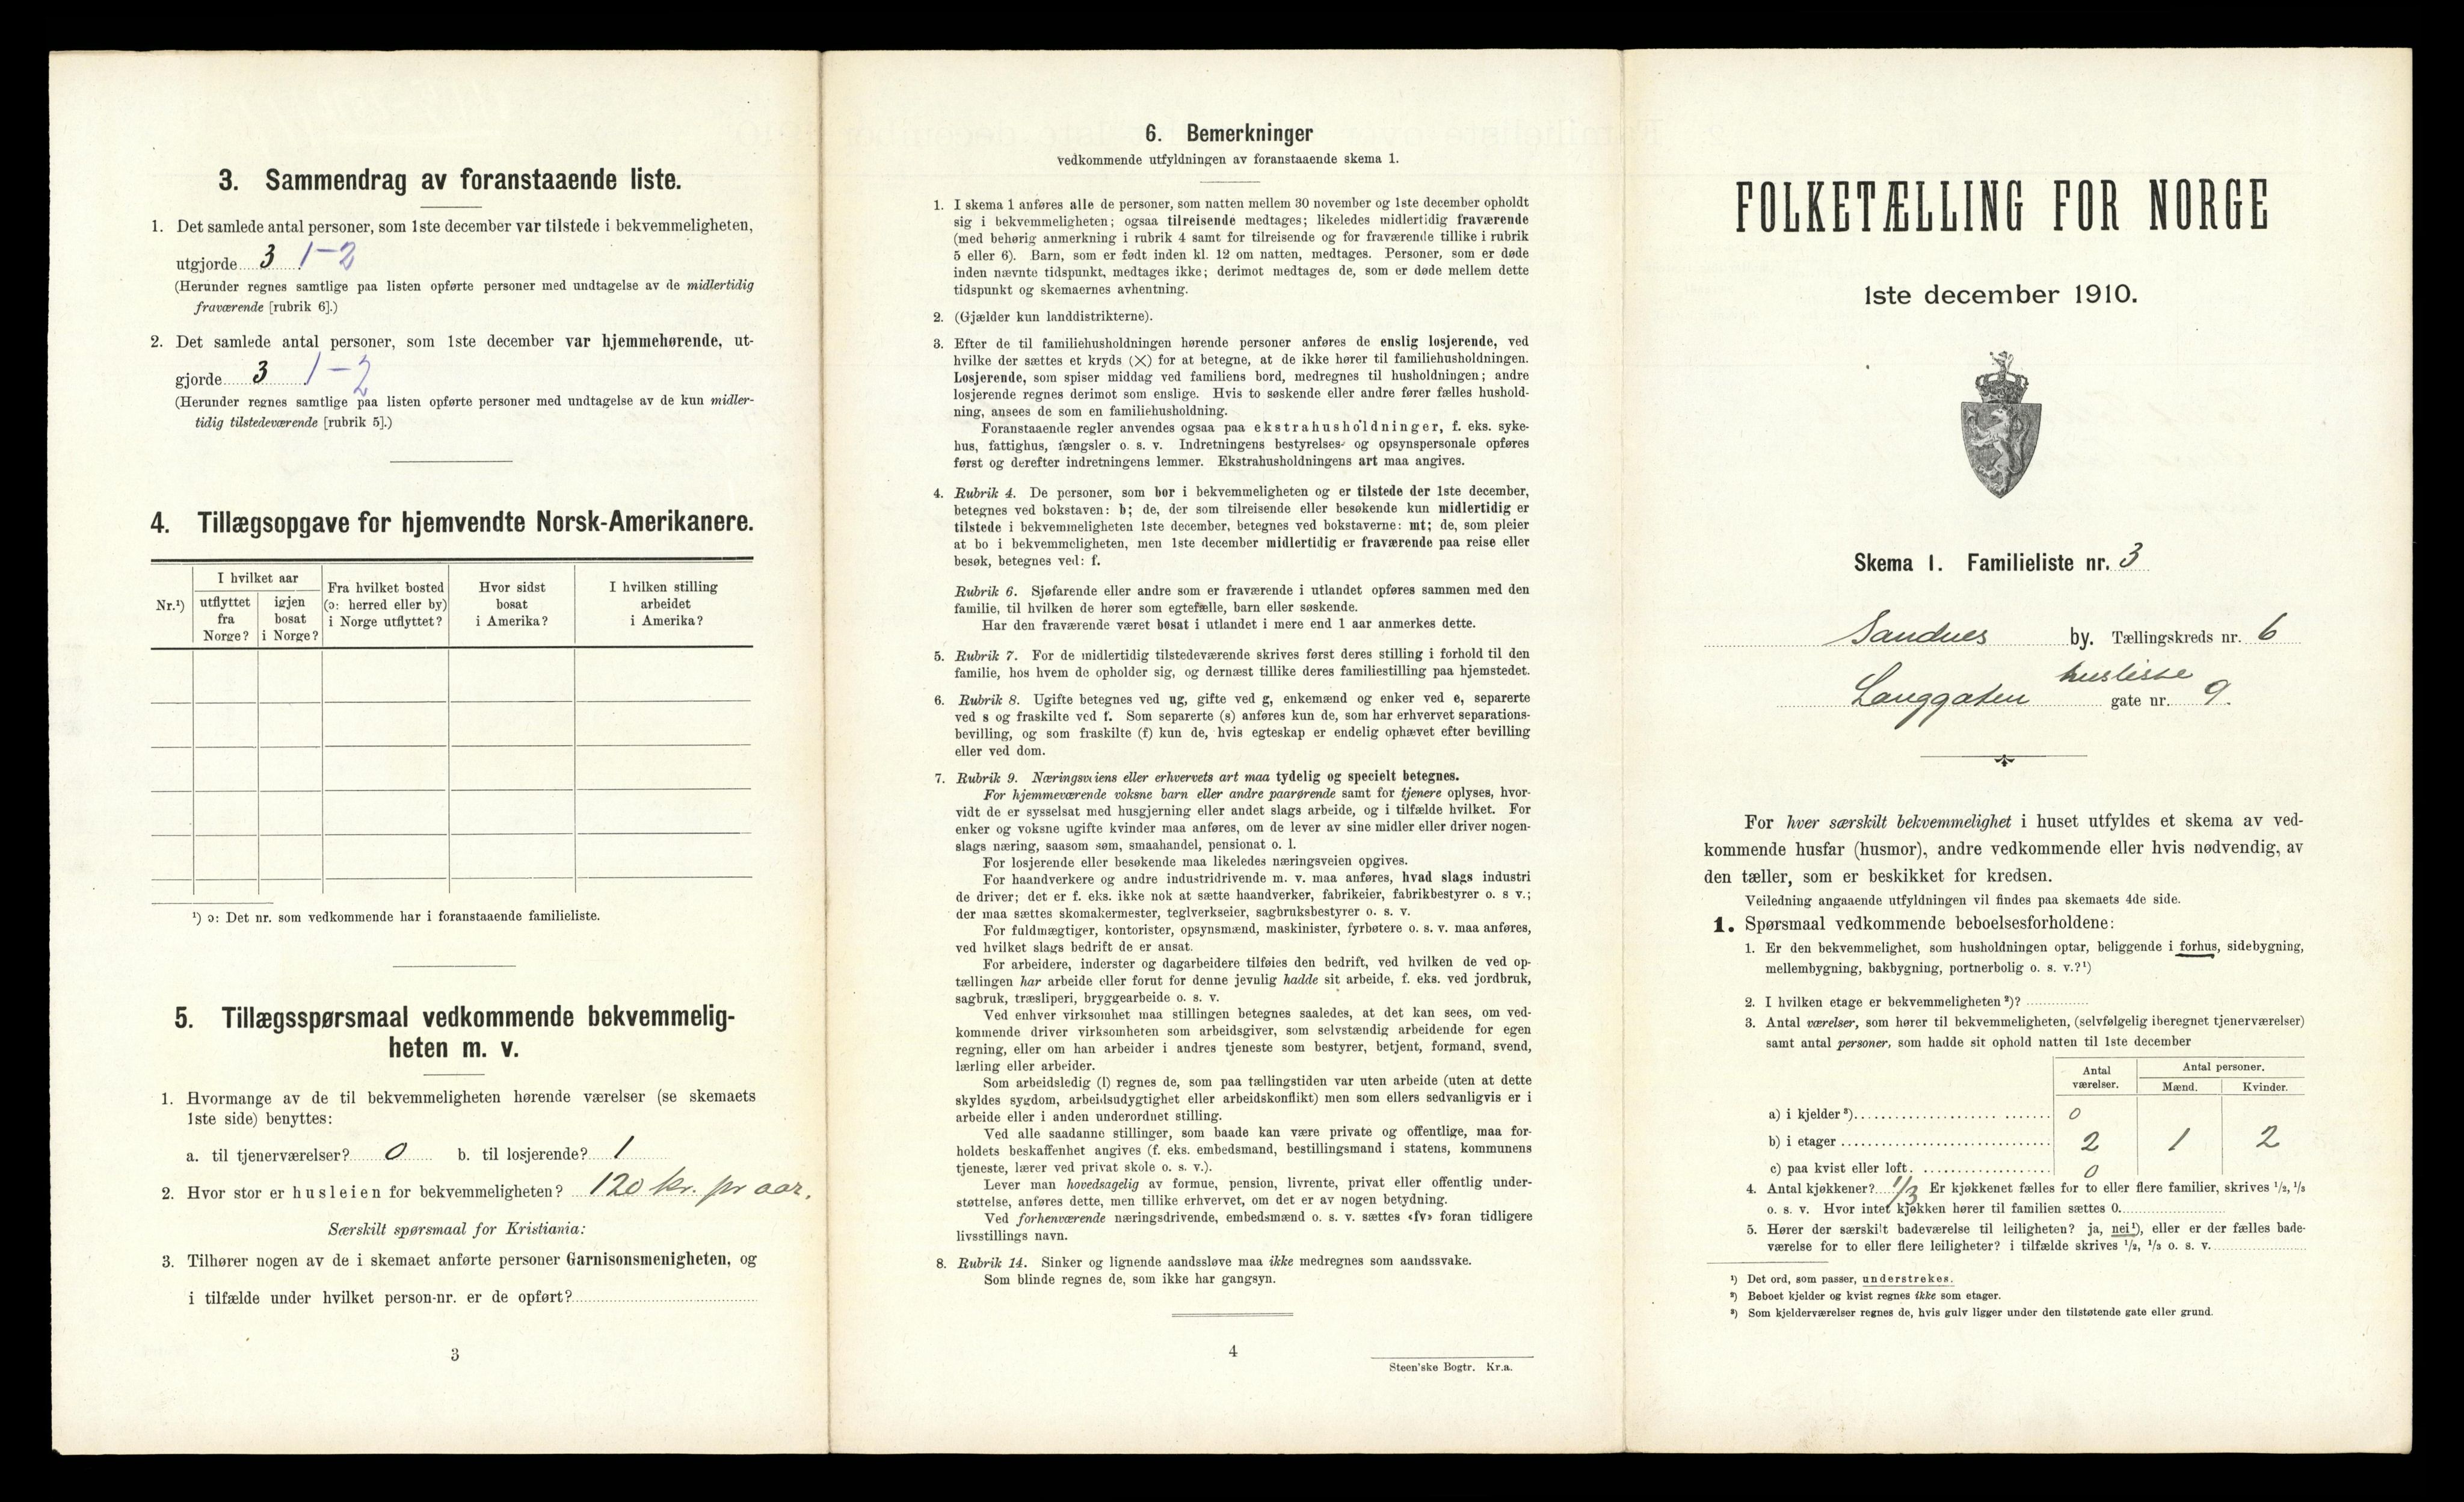 3. Sammendrag av foranstaaende liste.
1. Det samlede antal personer, som 1ste december var tilstede i bekvemmeligheten,
utgjorde 3 1-2
(Herunder regnes samtlige paa listen opførte personer med undtagelse av de midlertidig
fraværende [rubrik 6].)
2. Det samlede antal personer, som 1ste december var hjemmehørende, ut-
gjorde 3 1-2
(Herunder regnes samtlige paa listen opførte personer med undtagelse av de kun midler-
tidig tilstedeværende [rubrik 5].)
4. Tillægsopgave for hjemvendte Norsk-Amerikanere.
Nr.¹)
I hvilket aar
utflyttet fra Norge?
igjen bosat i Norge?
Fra hvilket bosted (ɔ: herred eller by) i Norge utflyttet?
Hvor sidst bosat i Amerika?
I hvilken stilling arbeidet i Amerika?
¹) ɔ: Det nr. som vedkommende har i foranstaaende familieliste.
5. Tillægsspørsmaal vedkommende bekvemmelig-
heten m. v.
1. Hvormange av de til bekvemmeligheten hørende værelser (se skemaets
1ste side) benyttes:
a. til tjenerværelser? 0 b. til losjerende? 1
2. Hvor stor er husleien for bekvemmeligheten? 120 kr. pr aar.
Særskilt spørsmaal for Kristiania:
3. Tilhører nogen av de i skemaet anførte personer Garnisonsmenigheten, og
i tilfælde under hvilket person-nr. er de opført?
3
6. Bemerkninger
vedkommende utfyldningen av foranstaaende skema 1.
1. I skema 1 anføres alle de personer, som natten mellem 30 november og 1ste december opholdt
sig i bekvemmeligheten; ogsaa tilreisende medtages; likeledes midlertidig fraværende
(med behørig anmerkning i rubrik 4 samt for tilreisende og for fraværende tillike i rubrik
5 eller 6). Barn, som er født inden kl. 12 om natten, medtages. Personer, som er døde
inden nævnte tidspunkt, medtages ikke; derimot medtages de, som er døde mellem dette
tidspunkt og skemaernes avhentning.
2. (Gjælder kun landdistrikterne).
3. Efter de til familiehusholdningen hørende personer anføres de enslig losjerende, ved
hvilke der sættes et kryds (×) for at betegne, at de ikke hører til familiehusholdningen.
Losjerende, som spiser middag ved familiens bord, medregnes til husholdningen; andre
losjerende regnes derimot som enslige. Hvis to søskende eller andre fører fælles hushold-
ning, ansees de som en familiehusholdning.
Foranstaaende regler anvendes ogsaa paa ekstrahusholdninger, f. eks. syke-
hus, fattighus, fængsler o. s. v. Indretningens bestyrelses- og opsynspersonale opføres
først og derefter indretningens lemmer. Ekstrahusholdningens art maa angives.
4. Rubrik 4. De personer, som bor i bekvemmeligheten og er tilstede der 1ste december,
betegnes ved bokstaven: b; de, der som tilreisende eller besøkende kun midlertidig er
tilstede i bekvemmeligheten 1ste december, betegnes ved bokstaverne: mt; de, som pleier
at bo i bekvemmeligheten, men 1ste december midlertidig er fraværende paa reise eller
besøk, betegnes ved: f.
Rubrik 6. Sjøfarende eller andre som er fraværende i utlandet opføres sammen med den
familie, til hvilken de hører som egtefælle, barn eller søskende.
Har den fraværende været bosat i utlandet i mere end 1 aar anmerkes dette.
5. Rubrik 7. For de midlertidig tilstedeværende skrives først deres stilling i forhold til den
familie, hos hvem de opholder sig, og dernæst tillike deres familiestilling paa hjemstedet.
6. Rubrik 8. Ugifte betegnes ved ug, gifte ved g, enkemænd og enker ved e, separerte
ved s og fraskilte ved f. Som separerte (s) anføres kun de, som har erhvervet separations-
bevilling, og som fraskilte (f) kun de, hvis egteskap er endelig ophævet efter bevilling
eller ved dom.
7. Rubrik 9. Næringsveiens eller erhvervets art maa tydelig og specielt betegnes.
For hjemmeværende voksne barn eller andre paarørende samt for tjenere oplyses, hvor-
vidt de er sysselsat med husgjerning eller andet slags arbeide, og i tilfælde hvilket. For
enker og voksne ugifte kvinder maa anføres, om de lever av sine midler eller driver nogen-
slags næring, saasom søm, smaahandel, pensionat o. l.
For losjerende eller besøkende maa likeledes næringsveien opgives.
For haandverkere og andre industridrivende m. v. maa anføres, hvad slags industri
de driver; det er f. eks. ikke nok at sætte haandverker, fabrikeier, fabrikbestyrer o. s v.;
der maa sættes skomakermester, teglverkseier, sagbruksbestyrer o. s. v.
For fuldmægtiger, kontorister, opsynsmænd, maskinister, fyrbøtere o. s. v. maa anføres,
ved hvilket slags bedrift de er ansat.
For arbeidere, inderster og dagarbeidere tilføies den bedrift, ved hvilken de ved op-
tællingen har arbeide eller forut for denne jevnlig hadde sit arbeide, f. eks. ved jordbruk,
sagbruk, træsliperi, bryggearbeide o. s. v.
Ved enhver virksomhet maa stillingen betegnes saaledes, at det kan sees, om ved-
kommende driver virksomheten som arbeidsgiver, som selvstændig arbeidende for egen
regning, eller om han arbeider i andres tjeneste som bestyrer, betjent, formand, svend,
lærling eller arbeider.
Som arbeidsledig (l) regnes de, som paa tællingstiden var uten arbeide (uten at dette
skyldes sygdom, arbeidsudygtighet eller arbeidskonflikt) men som ellers sedvanligvis er i
arbeide eller i anden underordnet stilling.
Ved alle saadanne stillinger, som baade kan være private og offentlige, maa for-
holdets beskaffenhet angives (f. eks. embedsmand, bestillingsmand i statens, kommunens
tjeneste, lærer ved privat skole o. s. v.).
Lever man hovedsagelig av formue, pension, livrente, privat eller offentlig under-
støttelse, anføres dette, men tillike erhvervet, om det er av nogen betydning.
Ved forhenværende næringsdrivende, embedsmænd o. s. v. sættes «fv» foran tidligere
livsstillings navn.
8. Rubrik 14. Sinker og lignende aandssløve maa ikke medregnes som aandssvake.
Som blinde regnes de, som ikke har gangsyn.
4
Steen'ske Bogtr. Kr.a.
FOLKETÆLLING FOR NORGE
1ste december 1910.
Skema 1. Familieliste nr. 3
Sandnes by. Tællingskreds nr. 6
husliste
Langgaten gate nr. 9.
For hver særskilt bekvemmelighet i huset utfyldes et skema av ved-
kommende husfar (husmor), andre vedkommende eller hvis nødvendig, av
den tæller, som er beskikket for kredsen.
Veiledning angaaende utfyldningen vil findes paa skemaets 4de side.
1. Spørsmaal vedkommende beboelsesforholdene:
1. Er den bekvemmelighet, som husholdningen optar, beliggende i forhus, sidebygning,
mellembygning, bakbygning, portnerbolig o. s. v.?¹)
2. I hvilken etage er bekvemmeligheten²)?
3. Antal værelser, som hører til bekvemmeligheten, (selvfølgelig iberegnet tjenerværelser)
samt antal personer, som hadde sit ophold natten til 1ste december
Antal værelser.
Antal personer.
Mænd. Kvinder.
a) i kjelder³) 0
b) i etager 2 1 2
c) paa kvist eller loft. 0
4. Antal kjøkkener? 1/3 Er kjøkkenet fælles for to eller flere familier, skrives ¹/₂, ¹/₃
o. s. v. Hvor intet kjøkken hører til familien sættes 0.
5. Hører der særskilt badeværelse til leiligheten? ja, nei¹), eller er der fælles bade-
værelse for to eller flere leiligheter? i tilfælde skrives ¹/₂, ¹/₃ o. s. v.
¹) Det ord, som passer, understrekes.
²) Beboet kjelder og kvist regnes ikke som etager.
³) Som kjelderværelser regnes de, hvis gulv ligger under den tilstøtende gate eller grund.